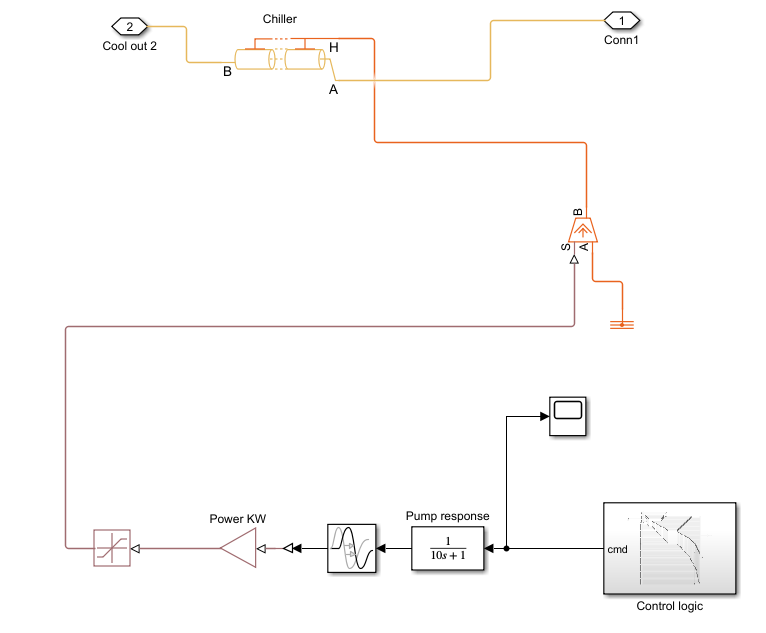 2
Chiller
1
Cool out 2
H
Conn1
B
A
B
S
A
Power KW
Pump response
1
10s + 1
cmd
Control logic